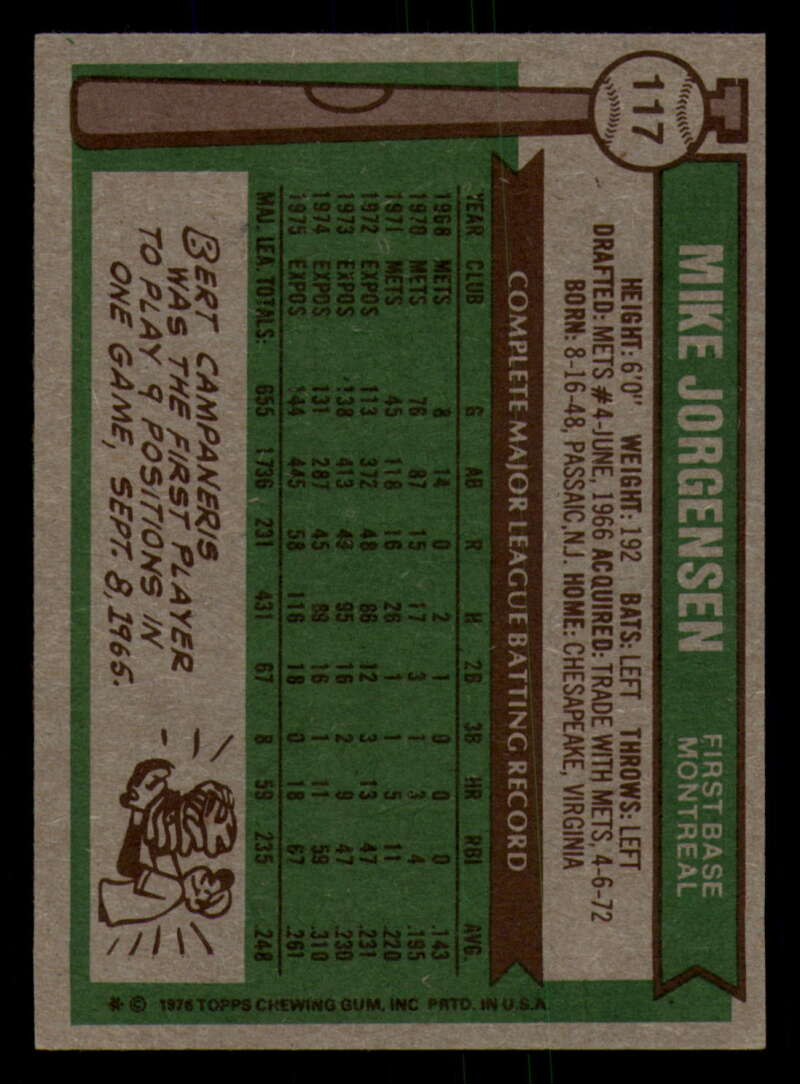 117
MIKE JORGENSEN
FIRST BASE
MONTREAL
HEIGHT: 6'0" WEIGHT: 192 BATS: LEFT THROWS: LEFT
DRAFTED: METS #4-JUNE, 1966 ACQUIRED: TRADE WITH METS, 4-6-72
BORN: 8-16-48, PASSAIC, N.J. HOME: CHESAPEAKE, VIRGINIA
COMPLETE MAJOR LEAGUE BATTING RECORD
YEAR CLUB G AB R H 2B 3B HR RBI AVG.
1968 METS 8 14 0 2 1 0 0 0 .143
1970 METS 76 87 15 17 3 1 3 4 .195
1971 METS 45 118 16 26 1 1 5 11 .220
1972 EXPOS 113 372 48 86 12 3 13 47 .231
1973 EXPOS 138 413 49 95 16 2 9 47 .230
1974 EXPOS 131 287 45 89 16 1 11 59 .310
1975 EXPOS 144 445 58 116 18 0 18 67 .261
MAJ. LEA. TOTALS: 655 1736 231 431 67 8 59 235 .248
BERT CAMPANERIS
WAS THE FIRST PLAYER
TO PLAY 9 POSITIONS IN
ONE GAME, SEPT. 8, 1965.
* © 1976 TOPPS CHEWING GUM, INC PRTD. IN U.S.A